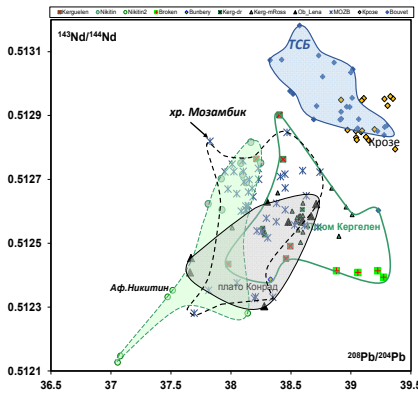 Kerguelen Nikitin Nikitin2 Broken Bunbery Kerg-dr Kerg-mRoss Ob_Lena MOZB Крозе Bouvet
0.5131
143Nd/144Nd
ТСБ
0.5129
хр. Мозамбик
Крозе
0.5127
0.5125
плюм Кергелен
Аф.Никитин
плато Конрад
0.5123
208Pb/204Pb
0.5121
36.5 37 37.5 38 38.5 39 39.5